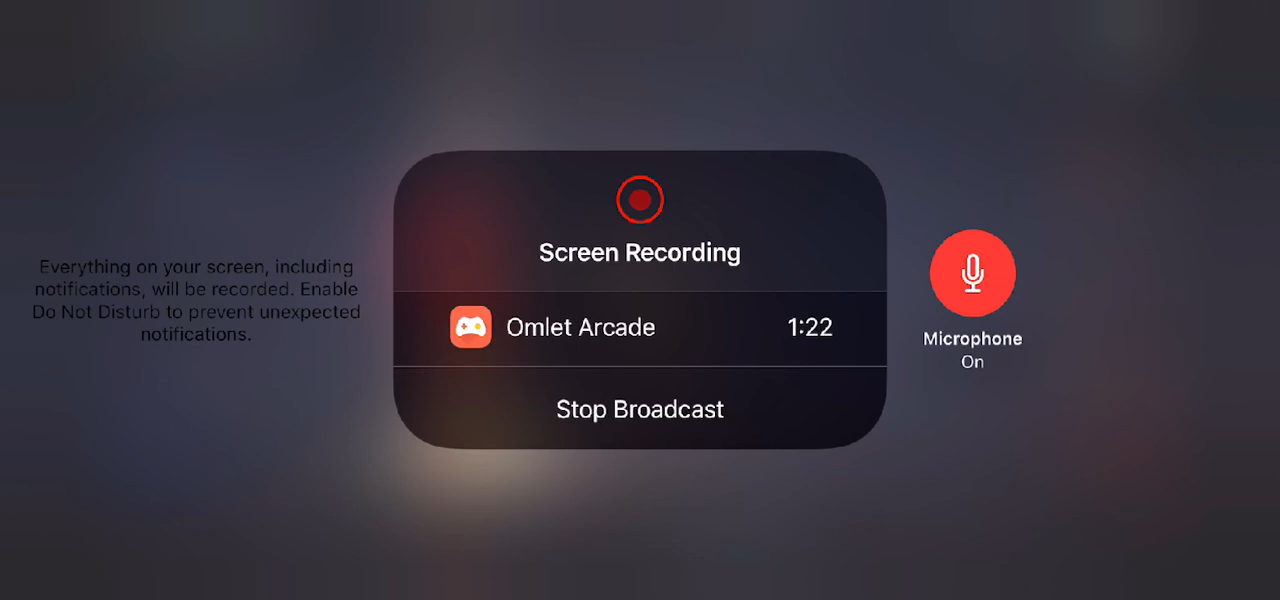 Everything on your screen, including
notifications, will be recorded. Enable
Do Not Disturb to prevent unexpected
notifications.
Screen Recording
Omlet Arcade 1:22
Stop Broadcast
Microphone
On